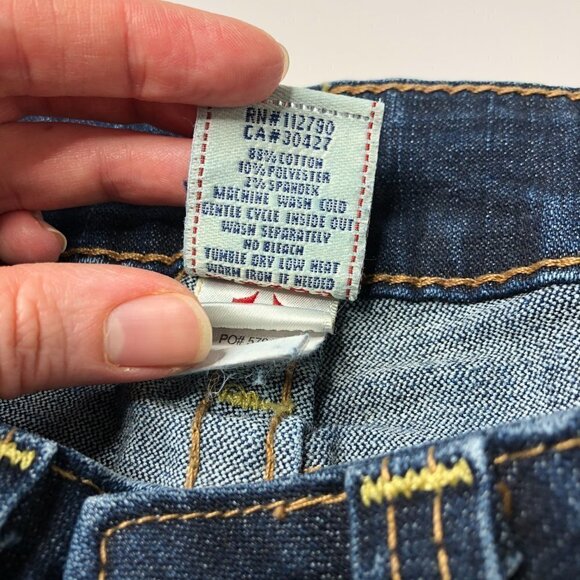 RN#112790
CA#30427
88% COTTON
10% POLYESTER
2% SPANDEX
MACHINE WASH COLD
GENTLE CYCLE INSIDE OUT
WASH SEPARATELY
NO BLEACH
TUMBLE DRY LOW HEAT
WARM IRON IF NEEDED
PO#